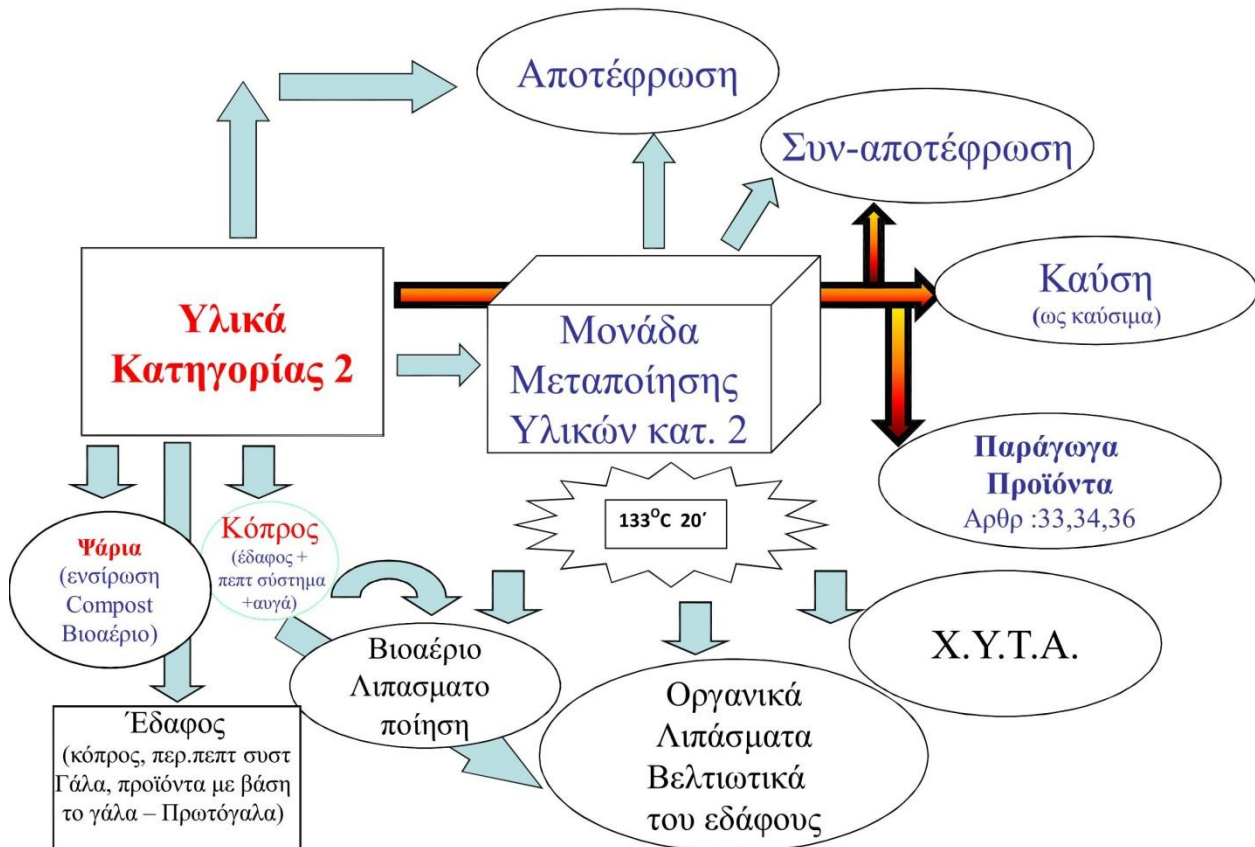 Αποτέφρωση
Συν-αποτέφρωση
Υλικά
Κατηγορίας 2
Μονάδα
Μεταποίησης
Υλικών κατ. 2
Καύση
(ως καύσιμα)
Παράγωγα
Προϊόντα
Αρθρ :33,34,36
133°C 20΄
Ψάρια
(ενσίρωση
Compost
Βιοαέριο)
Κόπρος
(έδαφος +
πεπτ σύστημα
+αυγά)
Βιοαέριο
Λιπασματο
ποίηση
Οργανικά
Λιπάσματα
Βελτιωτικά
του εδάφους
Χ.Υ.Τ.Α.
Έδαφος
(κόπρος, περ.πεπτ συστ
Γάλα, προϊόντα με βάση
το γάλα – Πρωτόγαλα)